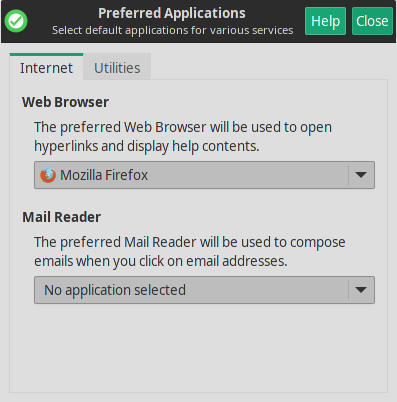 Preferred Applications
Select default applications for various services
Help
Close
Internet
Utilities
Web Browser
The preferred Web Browser will be used to open
hyperlinks and display help contents.
Mozilla Firefox
Mail Reader
The preferred Mail Reader will be used to compose
emails when you click on email addresses.
No application selected